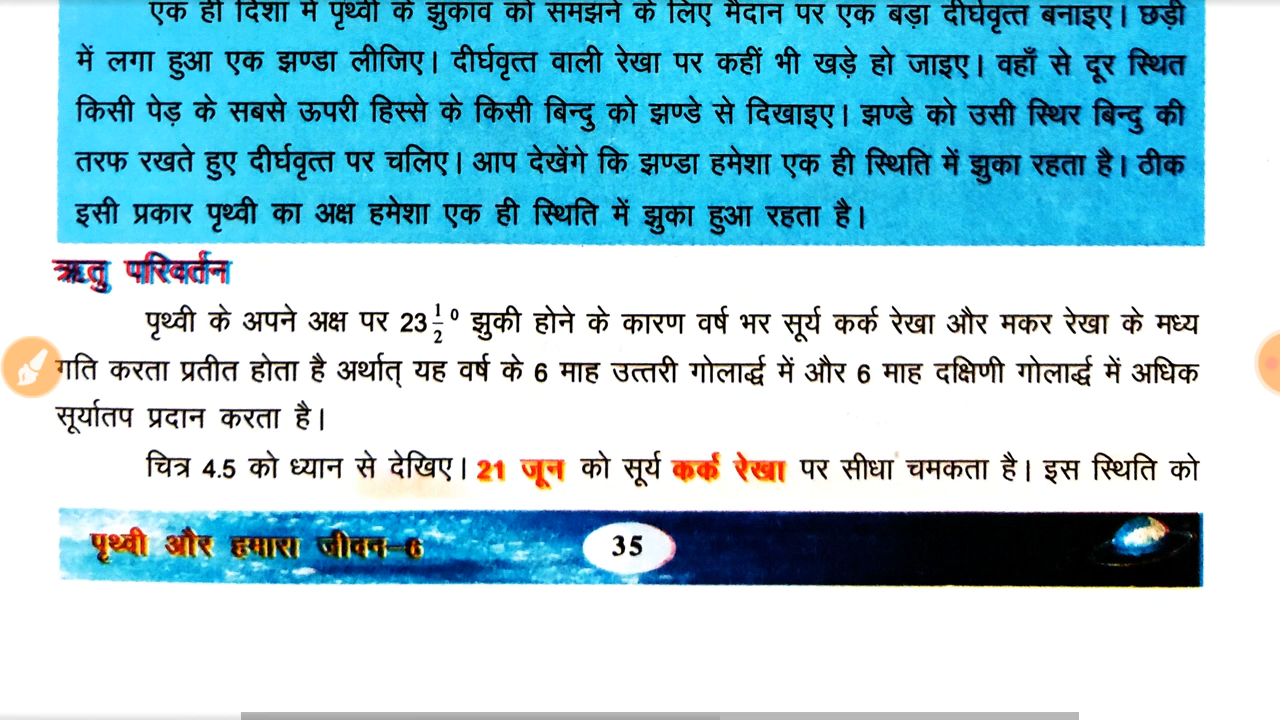 एक ही दिशा में पृथ्वी के झुकाव को समझने के लिए मैदान पर एक बड़ा दीर्घवृत्त बनाइए। छड़ी
में लगा हुआ एक झण्डा लीजिए। दीर्घवृत्त वाली रेखा पर कहीं भी खड़े हो जाइए। वहाँ से दूर स्थित
किसी पेड़ के सबसे ऊपरी हिस्से के किसी बिन्दु को झण्डे से दिखाइए। झण्डे को उसी स्थिर बिन्दु की
तरफ रखते हुए दीर्घवृत्त पर चलिए। आप देखेंगे कि झण्डा हमेशा एक ही स्थिति में झुका रहता है। ठीक
इसी प्रकार पृथ्वी का अक्ष हमेशा एक ही स्थिति में झुका हुआ रहता है।
ऋतु परिवर्तन
पृथ्वी के अपने अक्ष पर 23½° झुकी होने के कारण वर्ष भर सूर्य कर्क रेखा और मकर रेखा के मध्य
गति करता प्रतीत होता है अर्थात् यह वर्ष के 6 माह उत्तरी गोलार्द्ध में और 6 माह दक्षिणी गोलार्द्ध में अधिक
सूर्यातप प्रदान करता है।
चित्र 4.5 को ध्यान से देखिए। 21 जून को सूर्य कर्क रेखा पर सीधा चमकता है। इस स्थिति को
पृथ्वी और हमारा जीवन-6 35